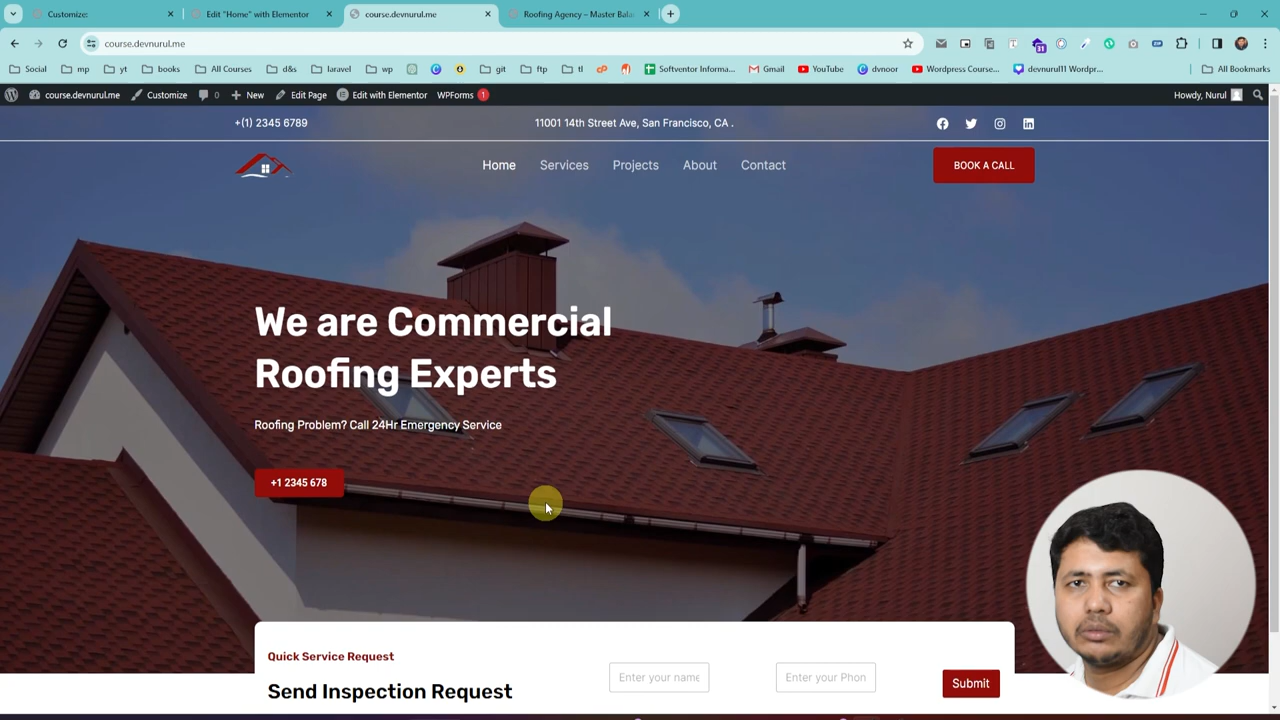 Customize:
Edit "Home" with Elementor
course.devnurul.me
Roofing Agency – Master Bala
course.devnurul.me
31
Social
mp
yt
books
All Courses
d&s
laravel
wp
git
ftp
tl
Softventor Informa...
Gmail
YouTube
dvnoor
Wordpress Course...
devnurul11 Wordpr...
All Bookmarks
course.devnurul.me
Customize
0
New
Edit Page
Edit with Elementor
WPForms 1
Howdy, Nurul
+(1) 2345 6789
11001 14th Street Ave, San Francisco, CA .
Home
Services
Projects
About
Contact
BOOK A CALL
We are Commercial
Roofing Experts
Roofing Problem? Call 24Hr Emergency Service
+1 2345 678
Quick Service Request
Send Inspection Request
Enter your name
Enter your Phon
Submit